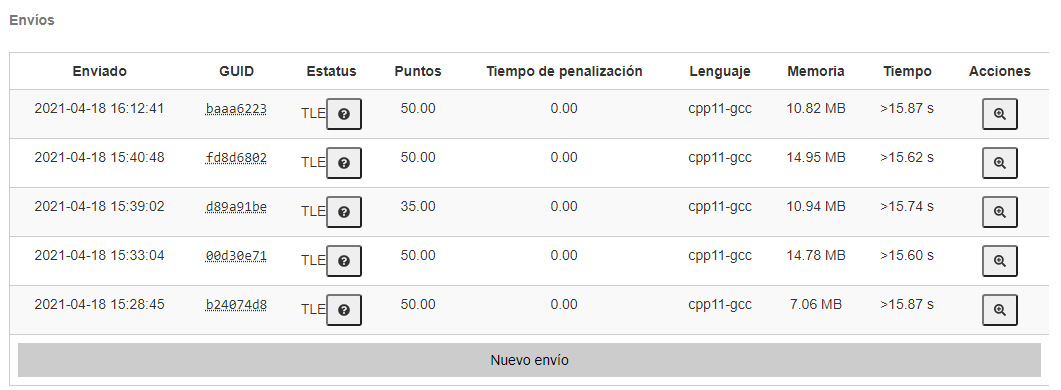 Envíos
Enviado GUID Estatus Puntos Tiempo de penalización Lenguaje Memoria Tiempo Acciones
2021-04-18 16:12:41 baaa6223 TLE 50.00 0.00 cpp11-gcc 10.82 MB >15.87 s
2021-04-18 15:40:48 fd8d6802 TLE 50.00 0.00 cpp11-gcc 14.95 MB >15.62 s
2021-04-18 15:39:02 d89a91be TLE 35.00 0.00 cpp11-gcc 10.94 MB >15.74 s
2021-04-18 15:33:04 00d30e71 TLE 50.00 0.00 cpp11-gcc 14.78 MB >15.60 s
2021-04-18 15:28:45 b24074d8 TLE 50.00 0.00 cpp11-gcc 7.06 MB >15.87 s
Nuevo envío